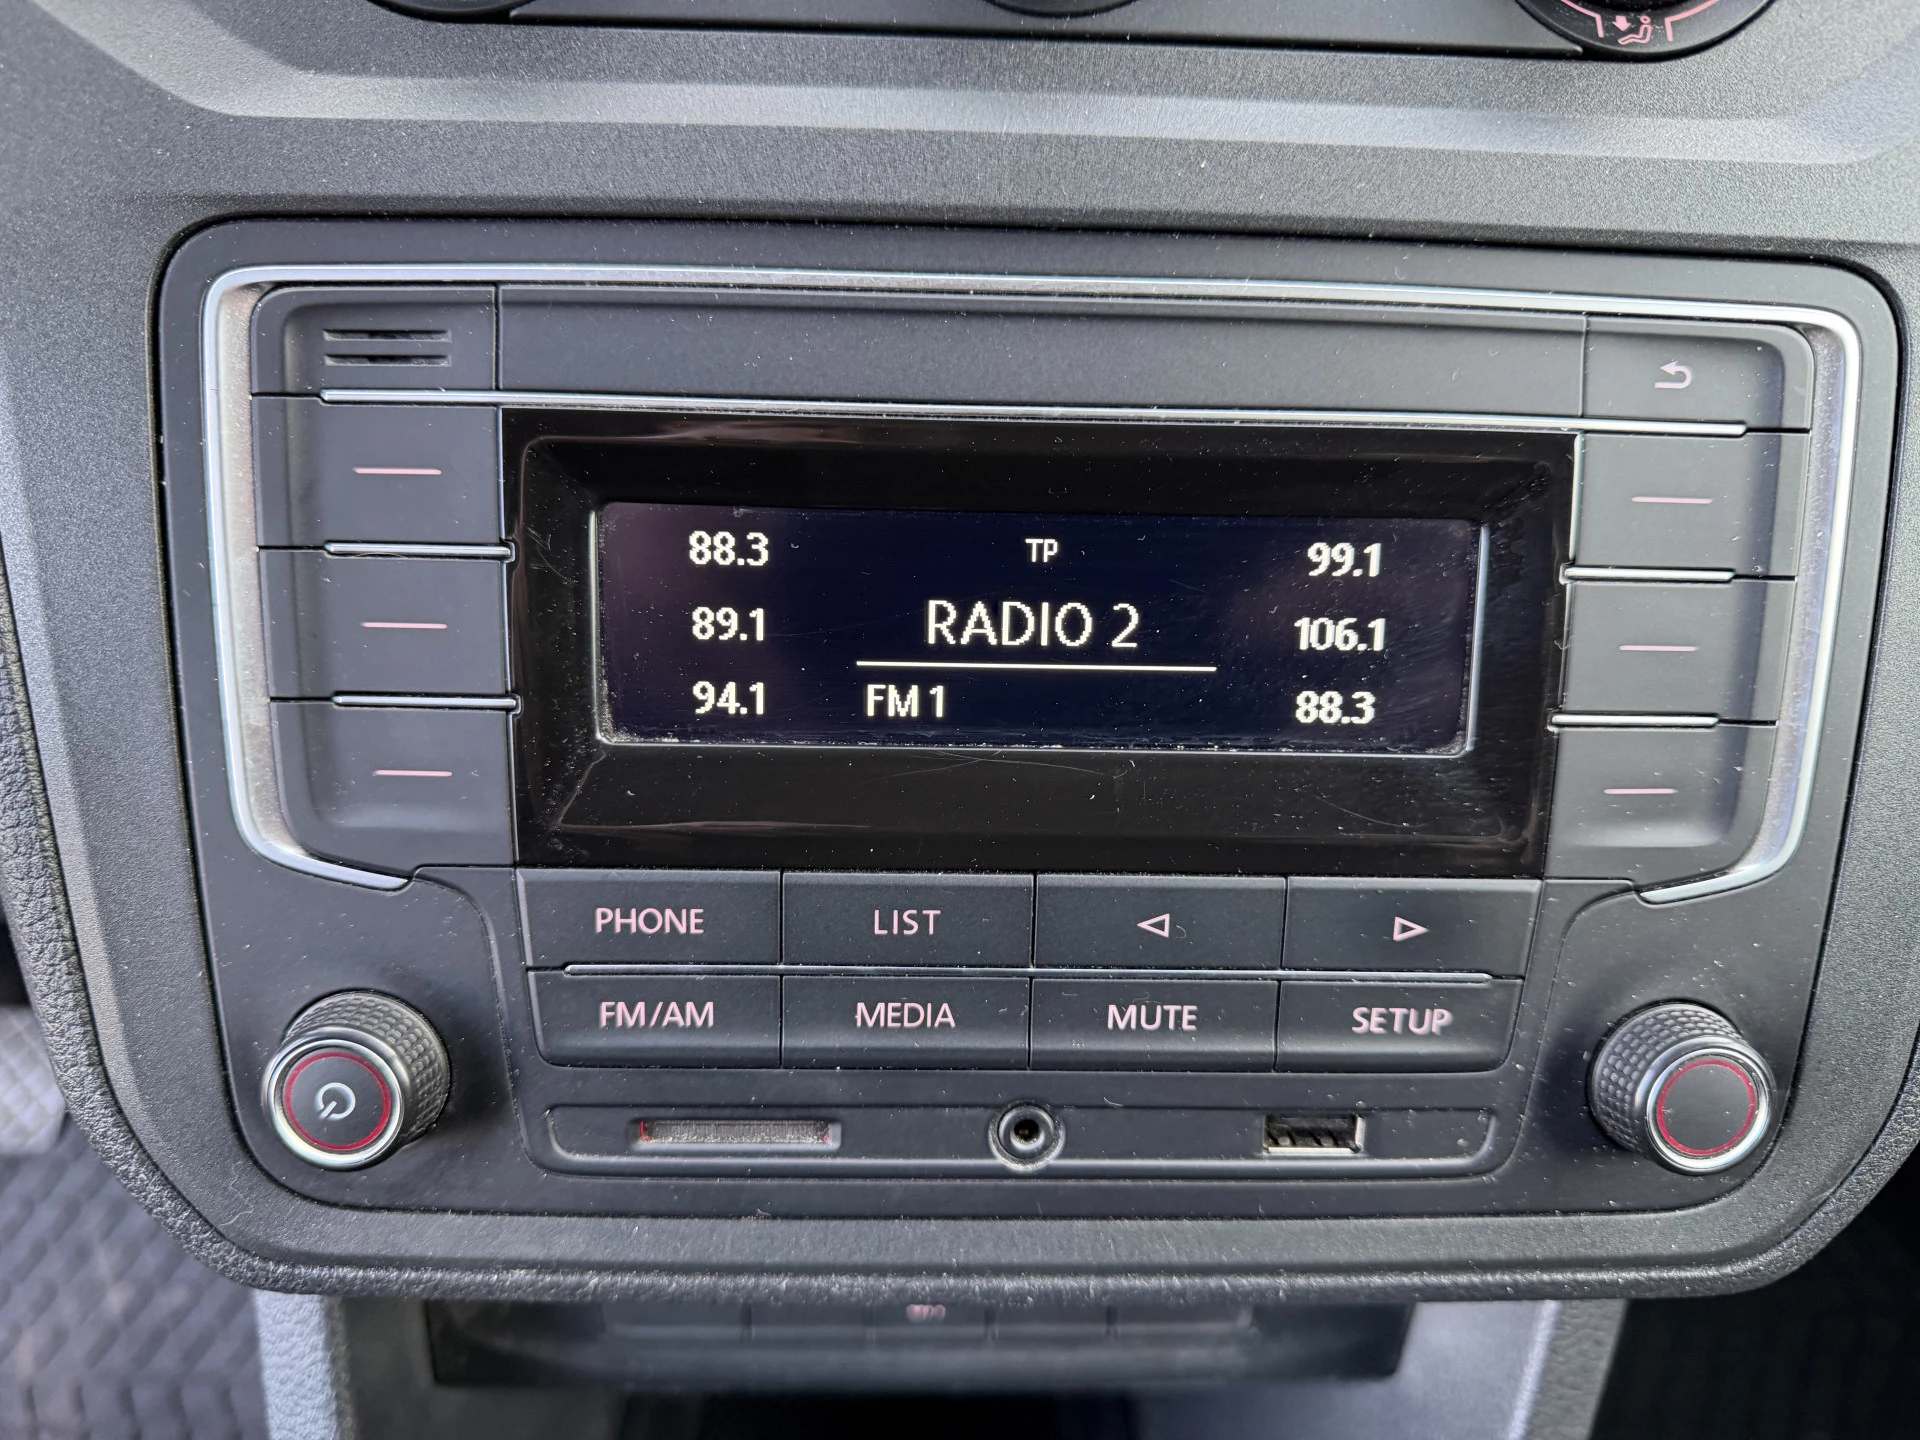 88.3 TP 99.1
89.1 RADIO 2 106.1
94.1 FM 1 88.3
PHONE LIST
FM/AM MEDIA MUTE SETUP